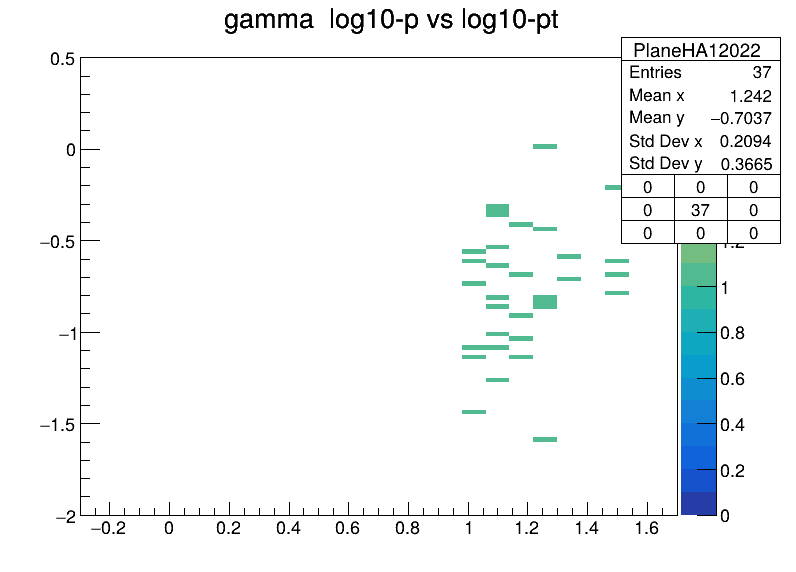 gamma  log10-p vs log10-pt
PlaneHA12022
Entries 37
Mean x 1.242
Mean y −0.7037
Std Dev x 0.2094
Std Dev y 0.3665
0 0 0
0 37 0
0 0 0
0.5
0
−0.5
−1
−1.5
−2
−0.2 0 0.2 0.4 0.6 0.8 1 1.2 1.4 1.6
1.2
1
0.8
0.6
0.4
0.2
0